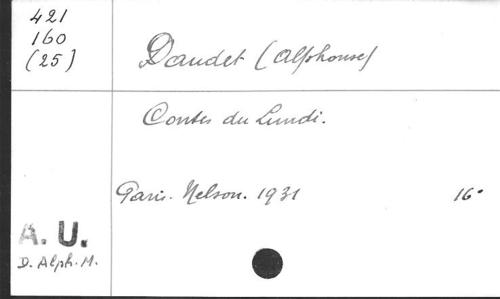 421
160
(25)
Daudet (Alphonse)
Contes du Lundi.
Paris. Nelson. 1931 16°
A. U.
D. Alph. M.